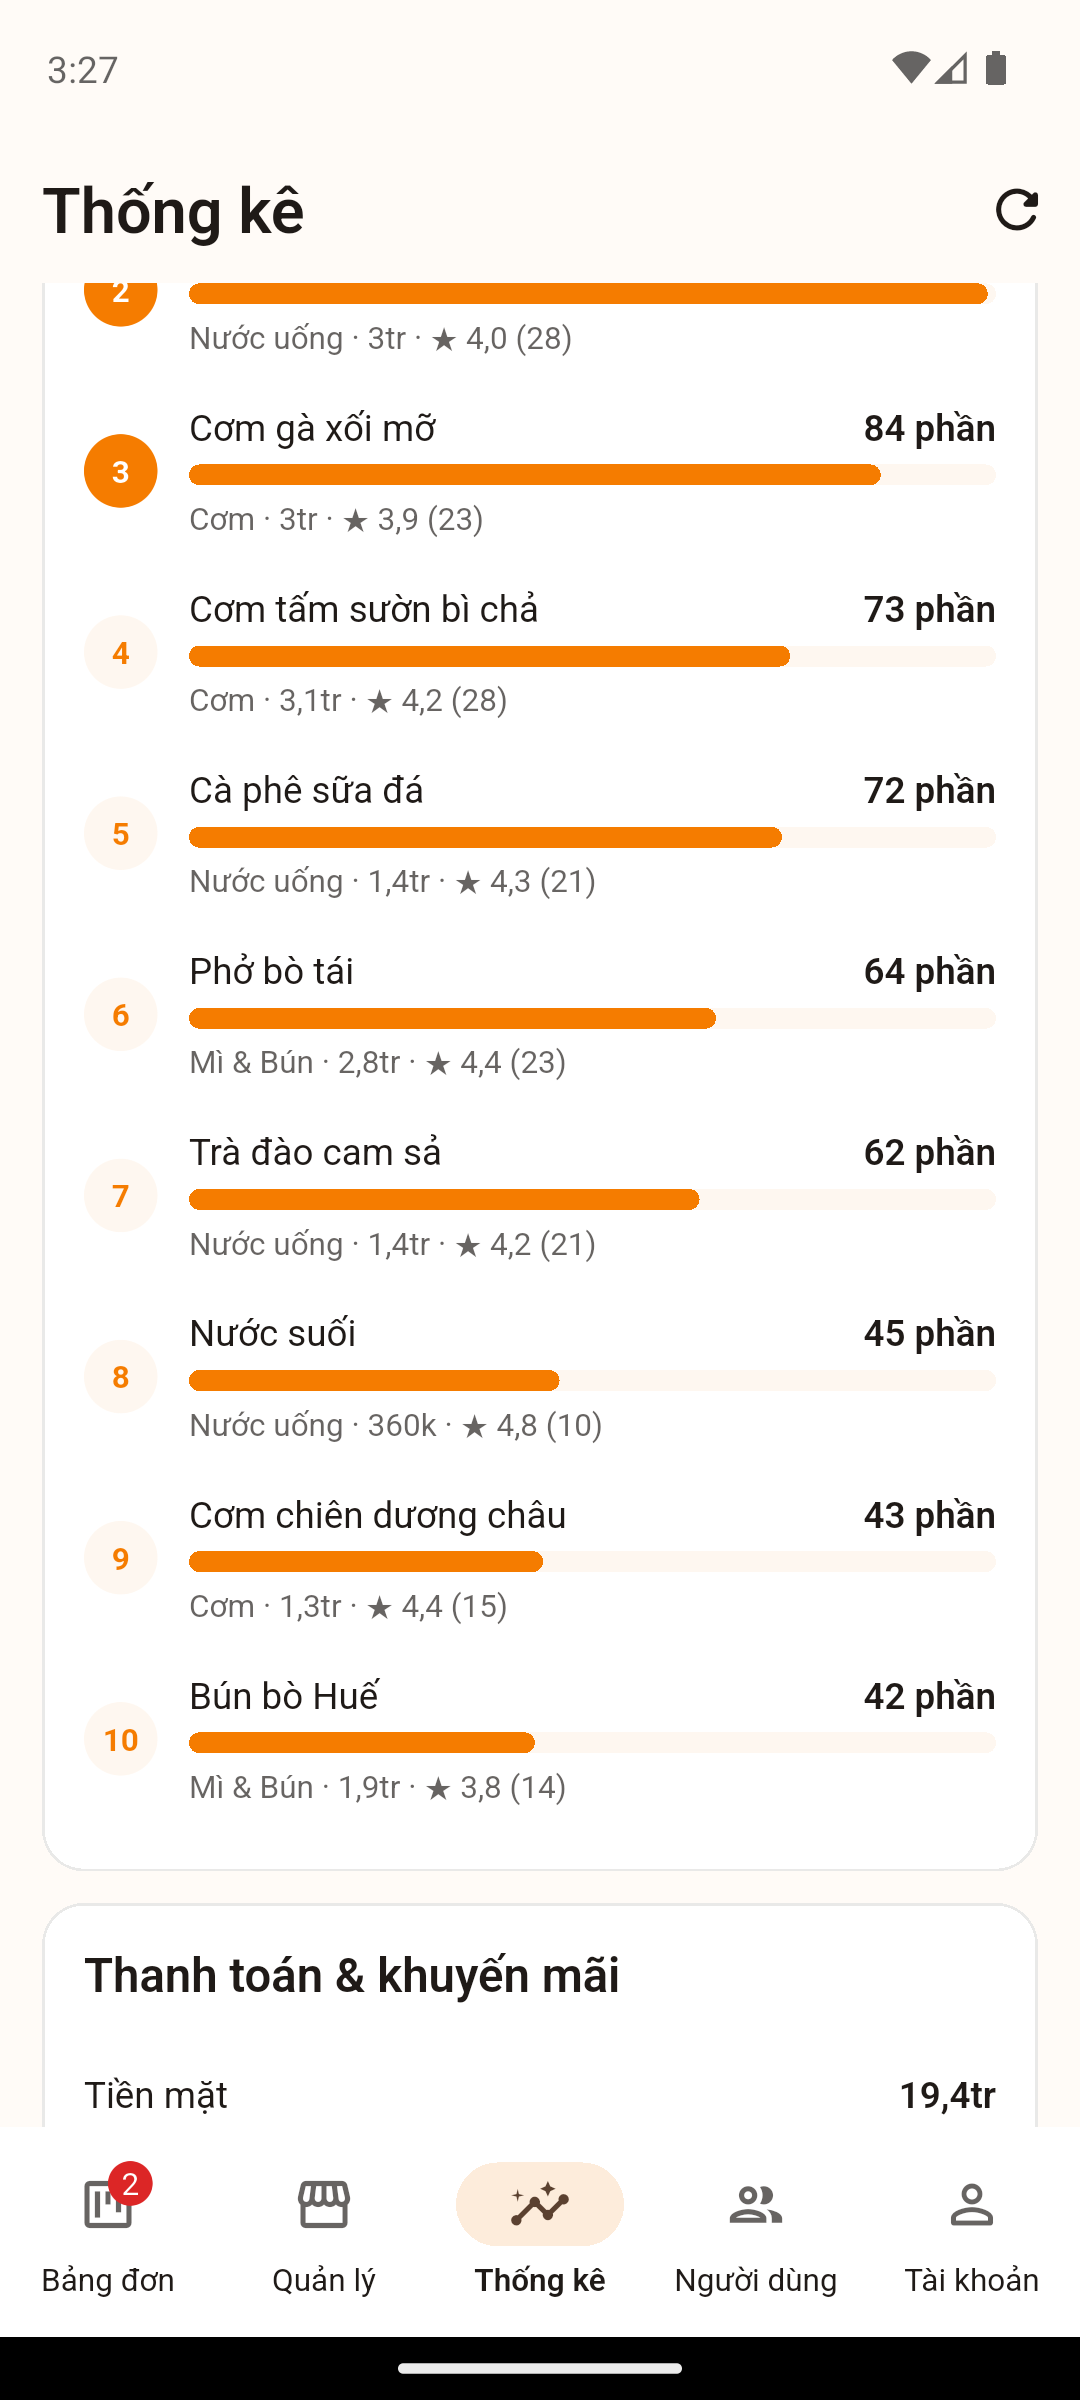 3:27
Thống kê
2
Nước uống · 3tr · ★ 4,0 (28)
Cơm gà xối mỡ 84 phần
3
Cơm · 3tr · ★ 3,9 (23)
Cơm tấm sườn bì chả 73 phần
4
Cơm · 3,1tr · ★ 4,2 (28)
Cà phê sữa đá 72 phần
5
Nước uống · 1,4tr · ★ 4,3 (21)
Phở bò tái 64 phần
6
Mì & Bún · 2,8tr · ★ 4,4 (23)
Trà đào cam sả 62 phần
7
Nước uống · 1,4tr · ★ 4,2 (21)
Nước suối 45 phần
8
Nước uống · 360k · ★ 4,8 (10)
Cơm chiên dương châu 43 phần
9
Cơm · 1,3tr · ★ 4,4 (15)
Bún bò Huế 42 phần
10
Mì & Bún · 1,9tr · ★ 3,8 (14)
Thanh toán & khuyến mãi
Tiền mặt 19,4tr
2
Bảng đơn Quản lý Thống kê Người dùng Tài khoản